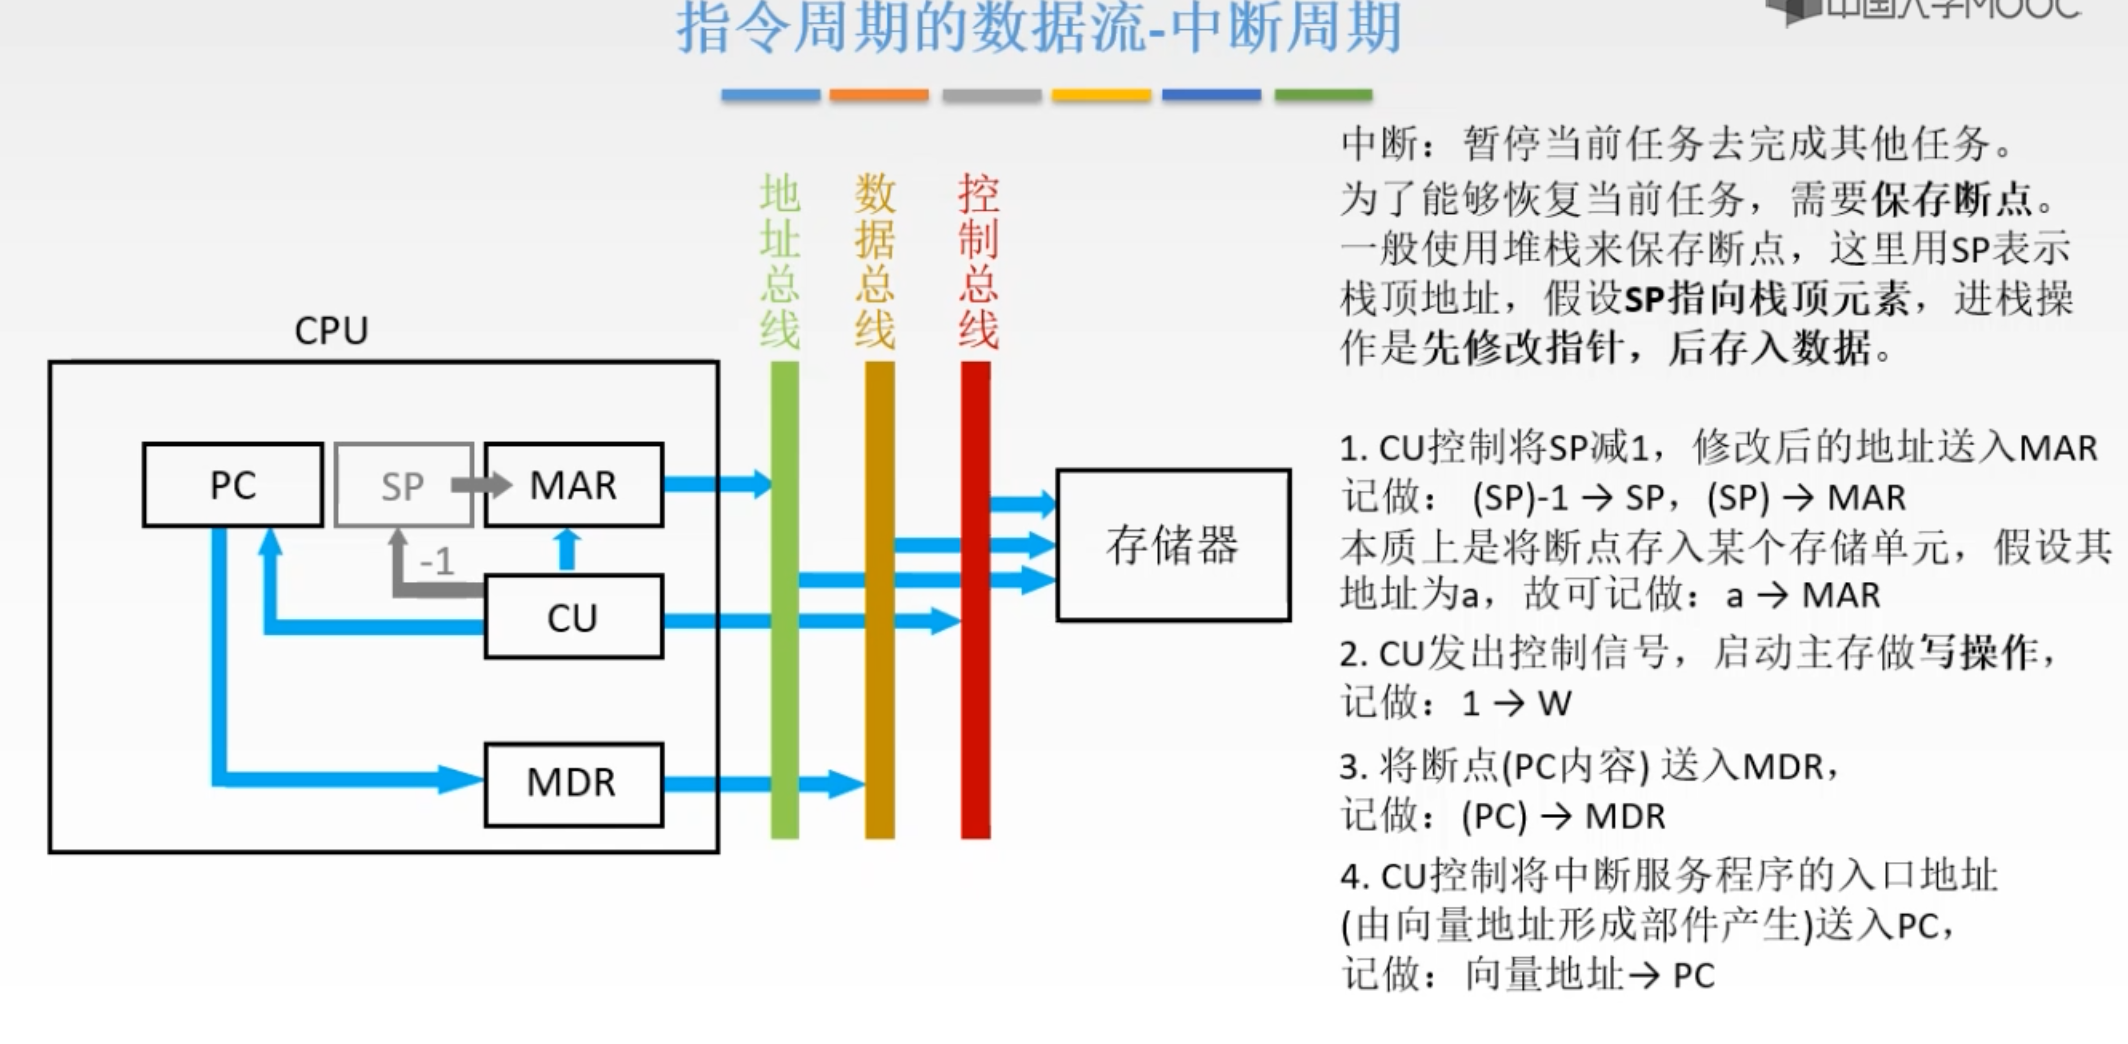 指令周期的数据流-中断周期
中国大学MOOC
中断：暂停当前任务去完成其他任务。
为了能够恢复当前任务，需要保存断点。
一般使用堆栈来保存断点，这里用SP表示
栈顶地址，假设SP指向栈顶元素，进栈操
作是先修改指针，后存入数据。
1. CU控制将SP减1，修改后的地址送入MAR
记做： (SP)-1 → SP，(SP) → MAR
本质上是将断点存入某个存储单元，假设其
地址为a，故可记做：a → MAR
2. CU发出控制信号，启动主存做写操作，
记做：1 → W
3. 将断点(PC内容) 送入MDR，
记做：(PC) → MDR
4. CU控制将中断服务程序的入口地址
(由向量地址形成部件产生)送入PC，
记做：向量地址→ PC
地址总线
数据总线
控制总线
CPU
PC
SP
MAR
-1
CU
MDR
存储器